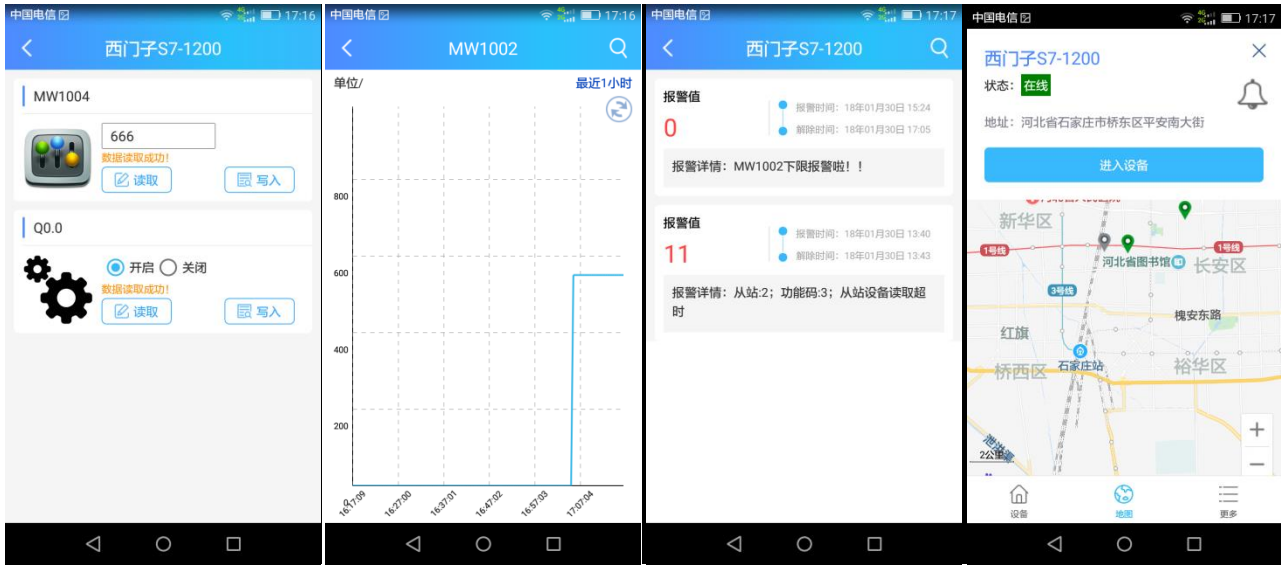 中国电信 17:16
西门子S7-1200
MW1004
666
数据读取成功!
读取 写入
Q0.0
开启 关闭
数据读取成功!
读取 写入
中国电信 17:16
MW1002
单位/ 最近1小时
800
600
400
200
0
16:17:09 16:27:00 16:37:01 16:47:02 16:57:03 17:07:04
中国电信 17:17
西门子S7-1200
报警值
0
报警时间：18年01月30日 15:24
解除时间：18年01月30日 17:05
报警详情：MW1002下限报警啦！！
报警值
11
报警时间：18年01月30日 13:40
解除时间：18年01月30日 13:43
报警详情：从站:2；功能码:3；从站设备读取超
时
中国电信 17:17
西门子S7-1200
状态：在线
地址：河北省石家庄市桥东区平安南大街
进入设备
新华区
1号线 1号线
河北省图书馆 长安区
3号线
槐安东路
红旗
石家庄站
桥西区 裕华区
2公里
设备 地图 更多